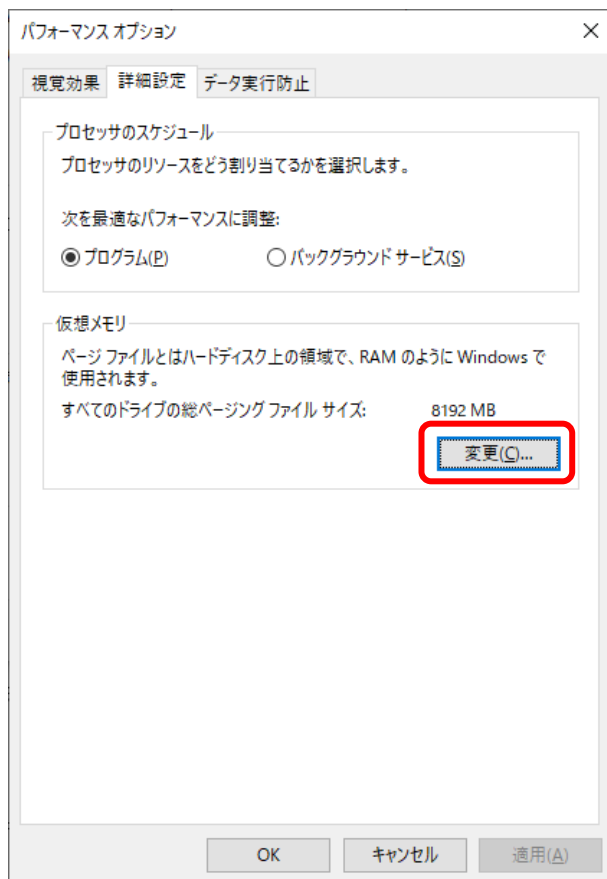 パフォーマンス オプション
視覚効果 詳細設定 データ実行防止
プロセッサのスケジュール
プロセッサのリソースをどう割り当てるかを選択します。
次を最適なパフォーマンスに調整:
プログラム(P) バックグラウンド サービス(S)
仮想メモリ
ページ ファイルとはハードディスク上の領域で、RAM のように Windows で
使用されます。
すべてのドライブの総ページング ファイル サイズ: 8192 MB
変更(C)...
OK キャンセル 適用(A)